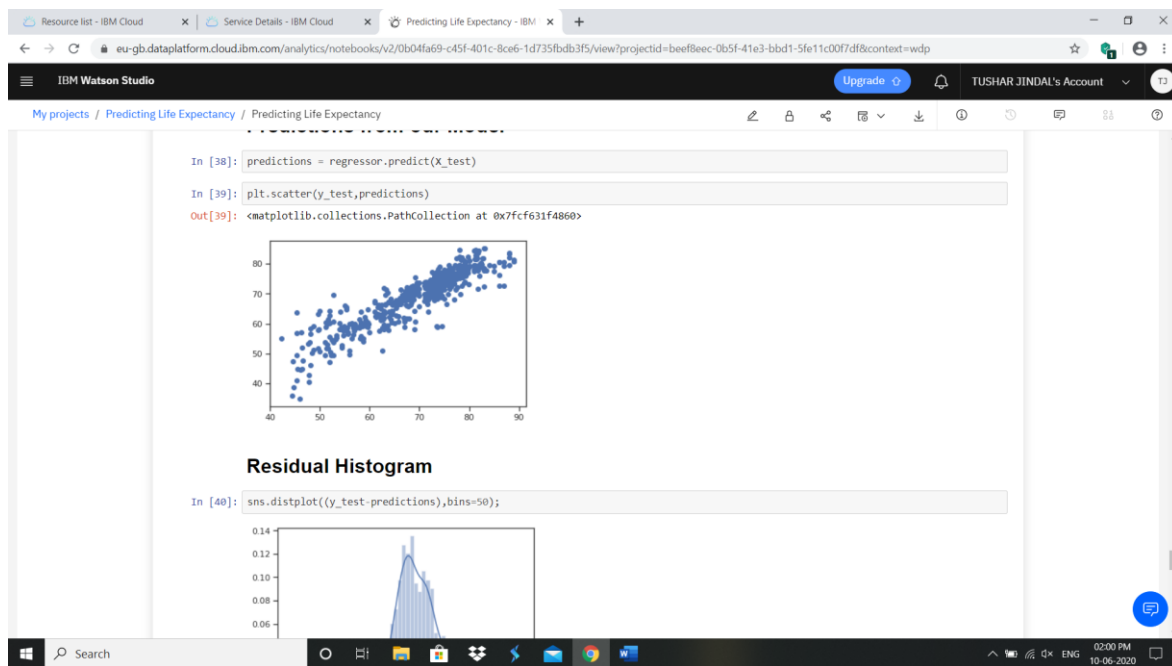 Resource list - IBM Cloud
Service Details - IBM Cloud
Predicting Life Expectancy - IBM
eu-gb.dataplatform.cloud.ibm.com/analytics/notebooks/v2/0b04fa69-c45f-401c-8ce6-1d735fbdb3f5/view?projectid=beef8eec-0b5f-41e3-bbd1-5fe11c00f7df&context=wdp
IBM Watson Studio
Upgrade
TUSHAR JINDAL's Account
TJ
My projects / Predicting Life Expectancy / Predicting Life Expectancy
Predictions from our Model
In [38]: predictions = regressor.predict(X_test)
In [39]: plt.scatter(y_test,predictions)
Out[39]: <matplotlib.collections.PathCollection at 0x7fcf631f4860>
80
70
60
50
40
40 50 60 70 80 90
Residual Histogram
In [40]: sns.distplot((y_test-predictions),bins=50);
0.14
0.12
0.10
0.08
0.06
Search
ENG
02:00 PM
10-06-2020